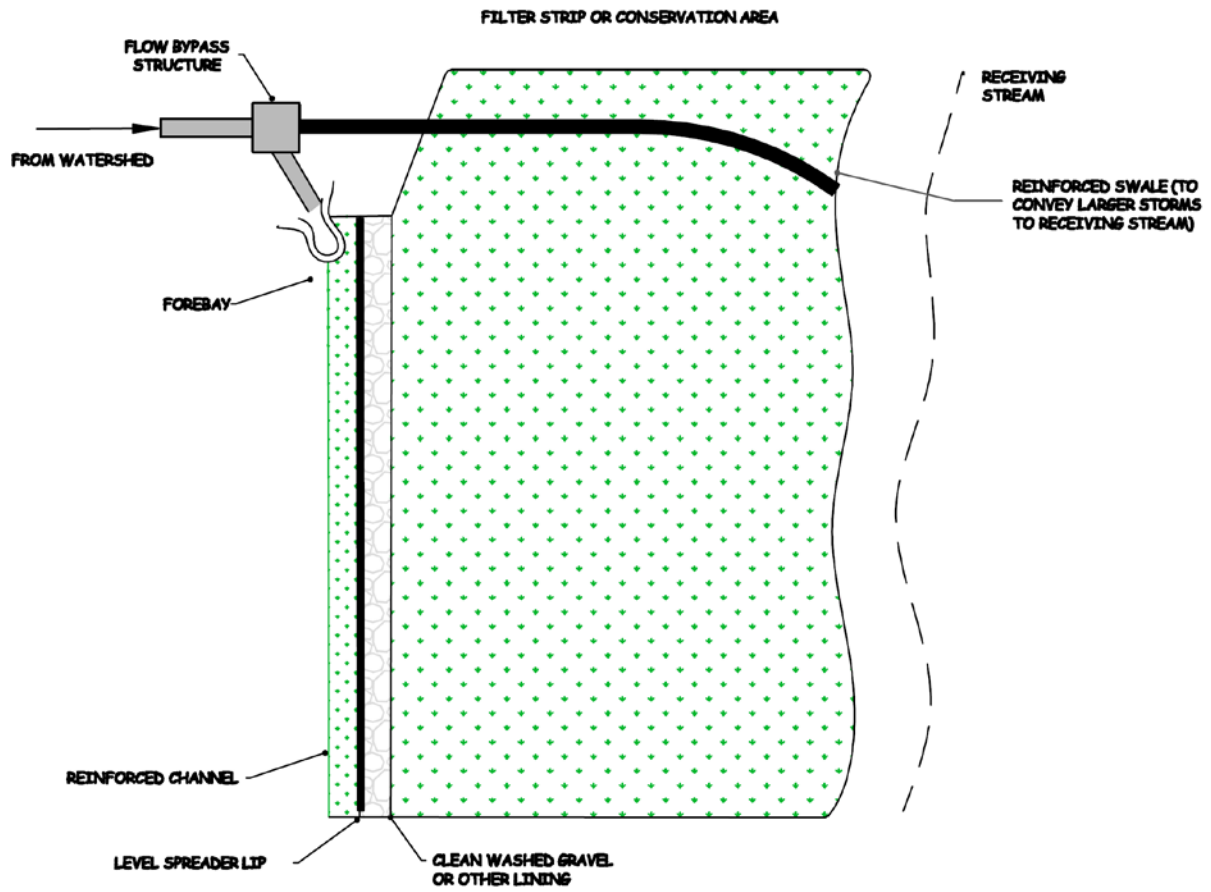 FILTER STRIP OR CONSERVATION AREA
FLOW BYPASS
STRUCTURE
RECEIVING
STREAM
FROM WATERSHED
REINFORCED SWALE (TO
CONVEY LARGER STORMS
TO RECEIVING STREAM)
FOREBAY
REINFORCED CHANNEL
LEVEL SPREADER LIP
CLEAN WASHED GRAVEL
OR OTHER LINING